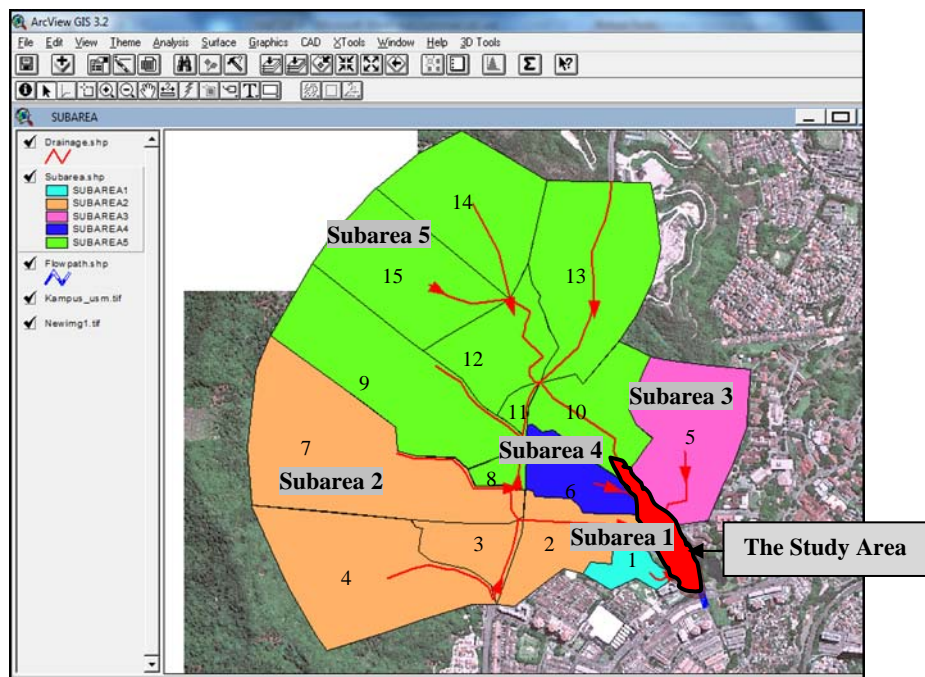 ArcView GIS 3.2
File Edit View Theme Analysis Surface Graphics CAD XTools Window Help 3D Tools
SUBAREA
Drainage.shp
Subarea.shp
SUBAREA1
SUBAREA2
SUBAREA3
SUBAREA4
SUBAREA5
Flowpath.shp
Kampus_usm.tif
Newimg1.tif
14
Subarea 5
15
13
12
9
11
10
Subarea 3
5
7
Subarea 4
Subarea 2
8
6
Subarea 1
The Study Area
3
2
1
4